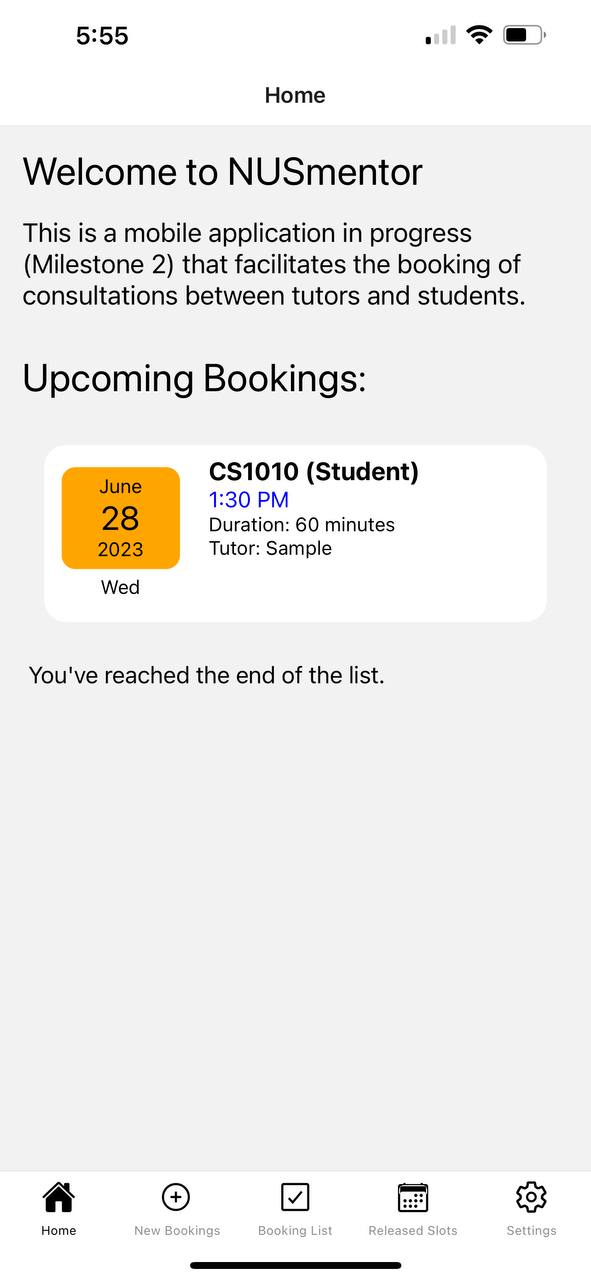 5:55
Home
Welcome to NUSmentor
This is a mobile application in progress
(Milestone 2) that facilitates the booking of
consultations between tutors and students.
Upcoming Bookings:
June
28
2023
Wed
CS1010 (Student)
1:30 PM
Duration: 60 minutes
Tutor: Sample
You've reached the end of the list.
Home
New Bookings
Booking List
Released Slots
Settings